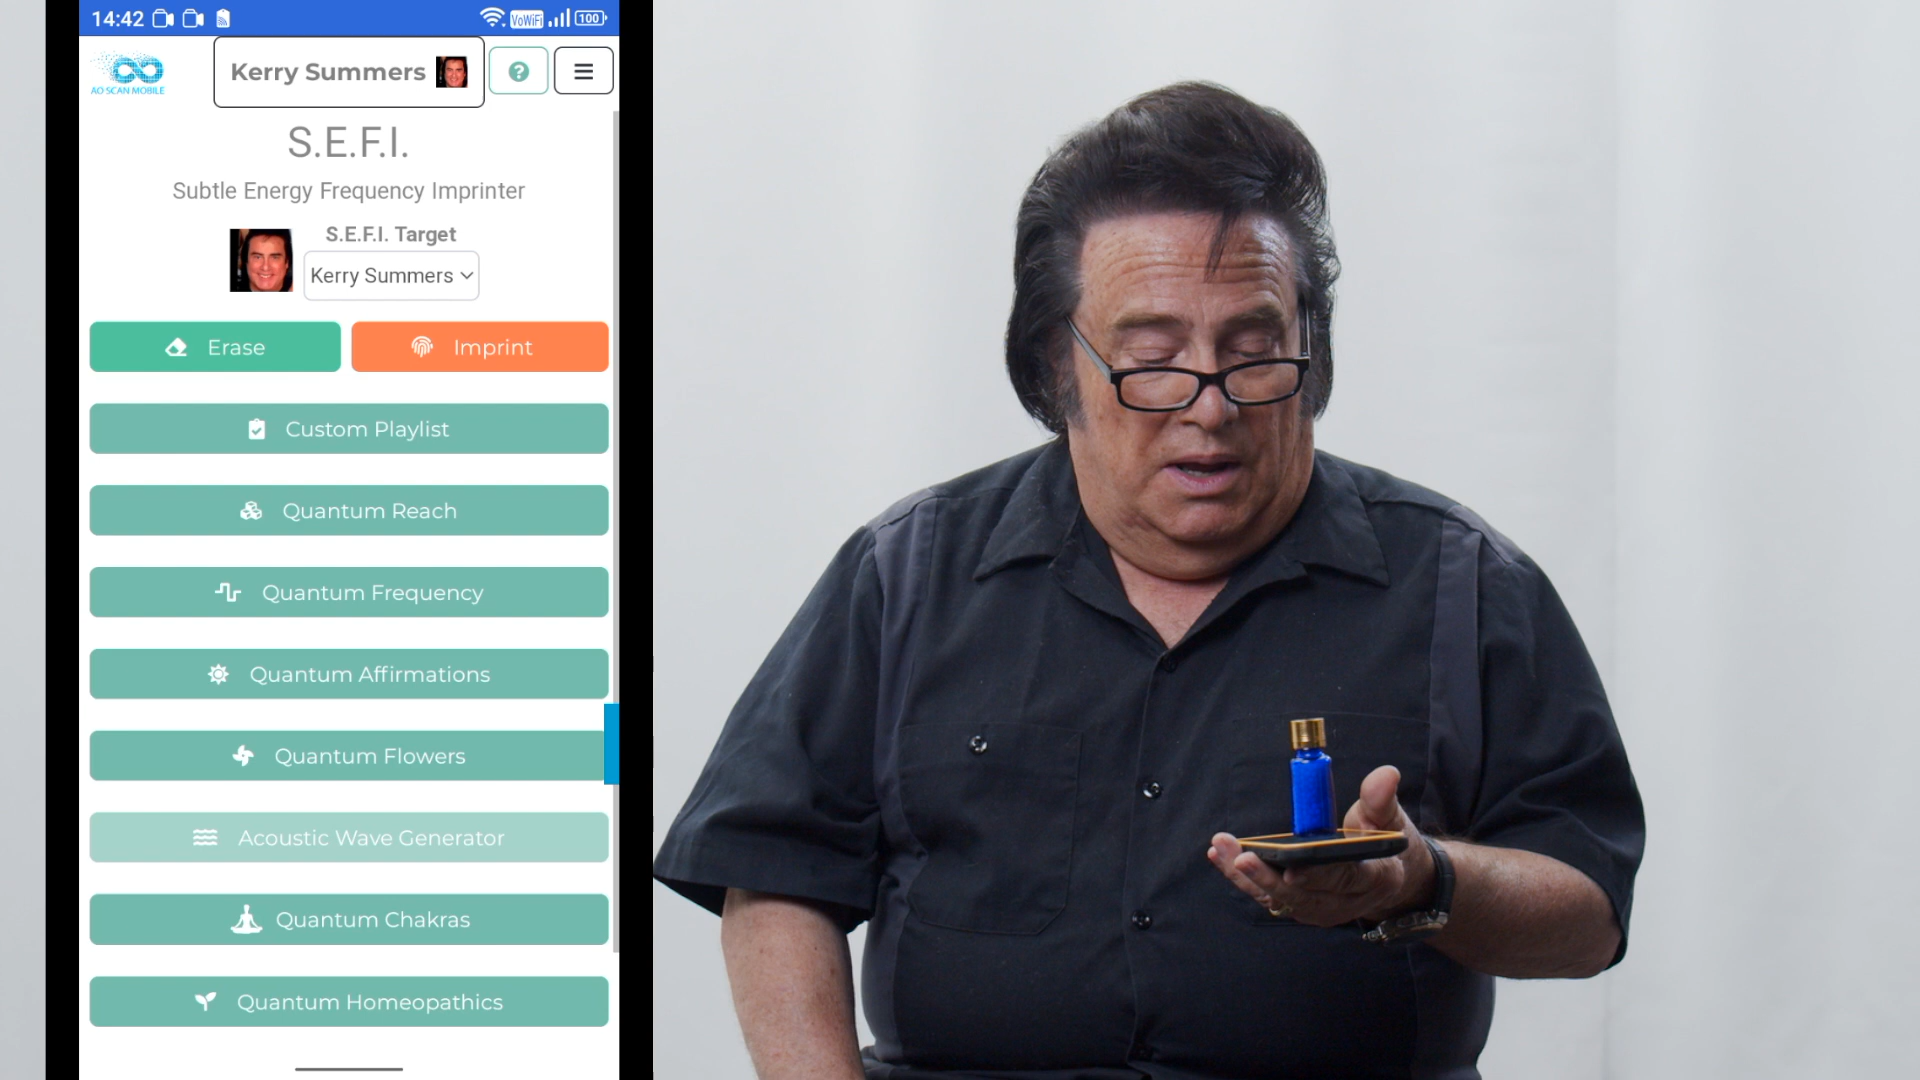 14:42
VoWiFi
100
AO SCAN MOBILE
Kerry Summers
?
S.E.F.I.
Subtle Energy Frequency Imprinter
S.E.F.I. Target
Kerry Summers
Erase
Imprint
Custom Playlist
Quantum Reach
Quantum Frequency
Quantum Affirmations
Quantum Flowers
Acoustic Wave Generator
Quantum Chakras
Quantum Homeopathics